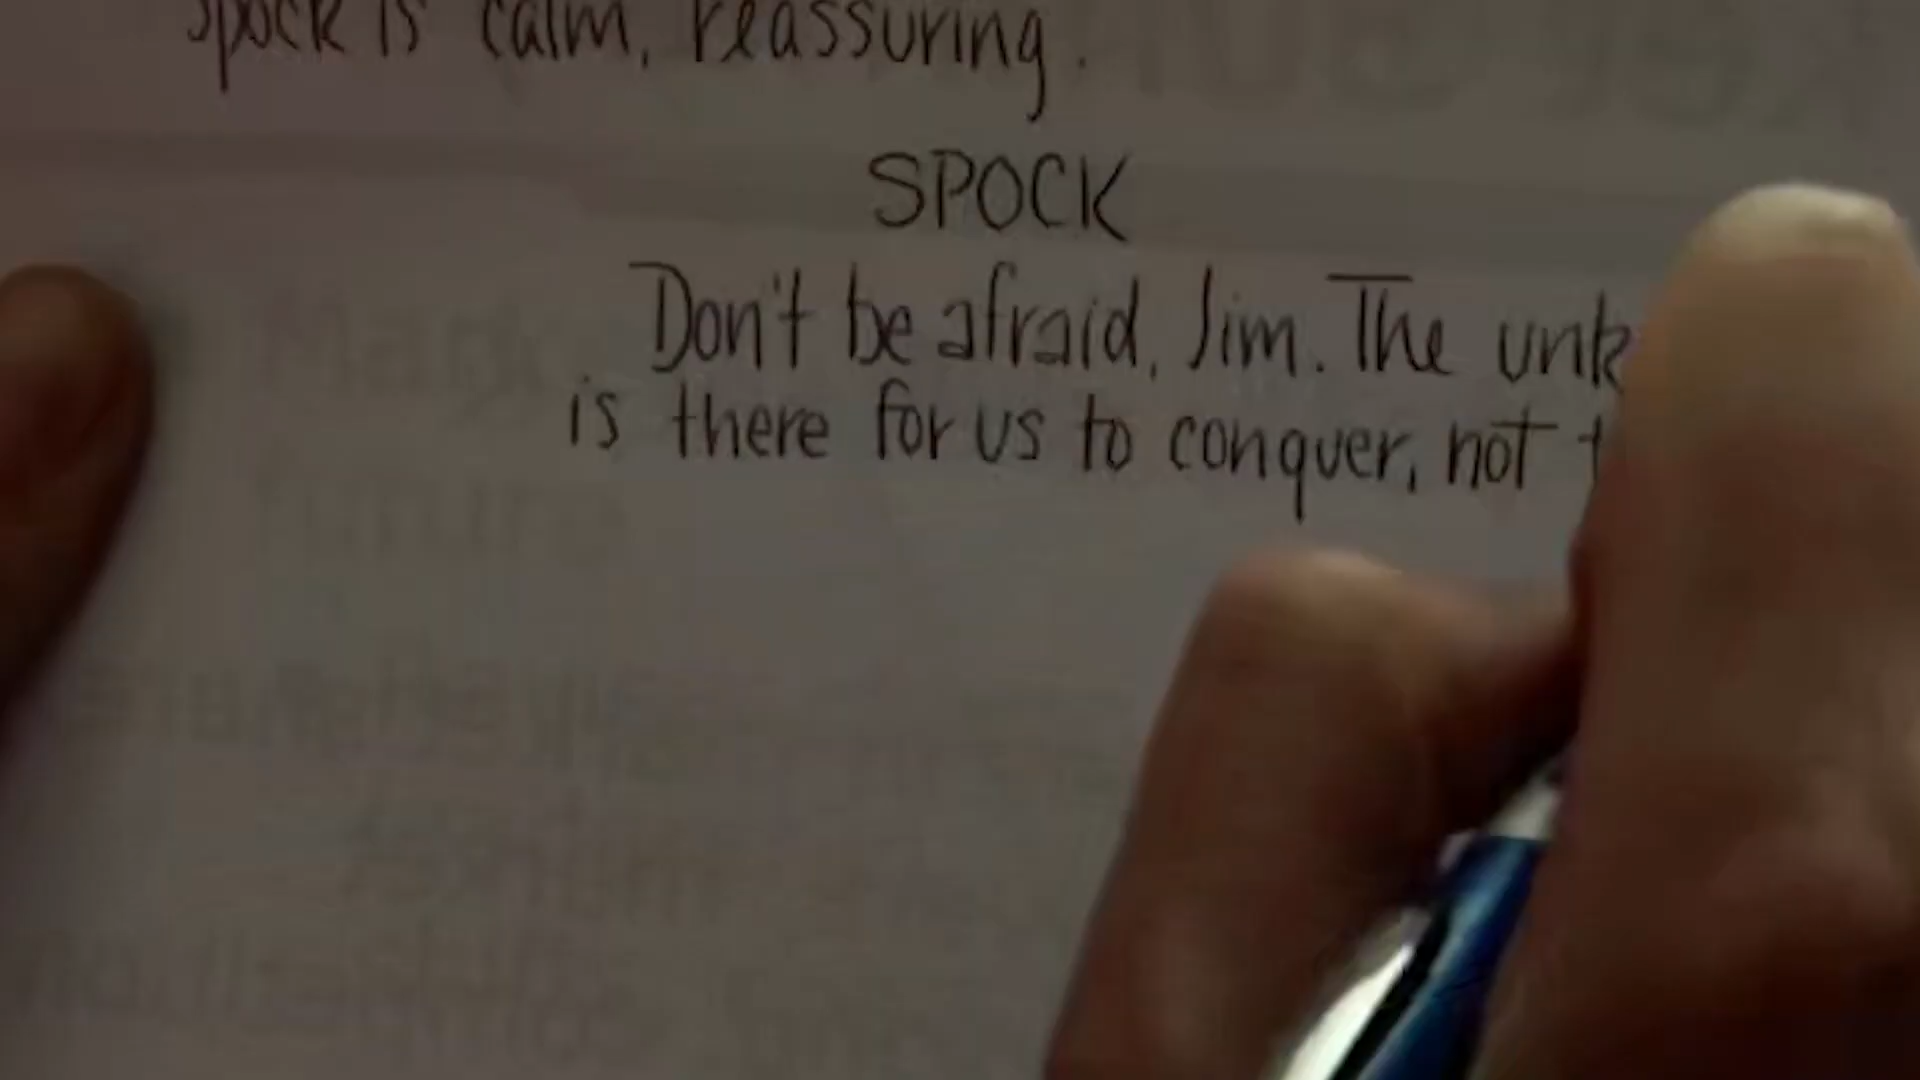 Spock is calm, reassuring.
SPOCK
Don't be afraid, Jim. The
is there for us to conquer, not